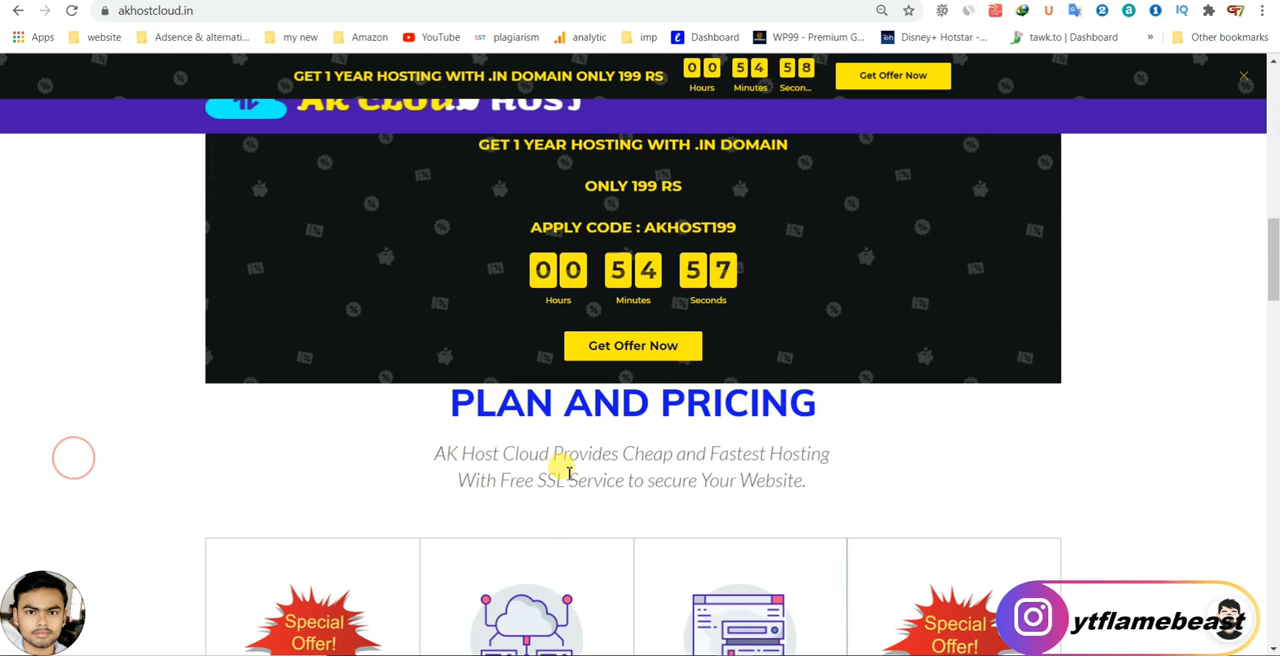 akhostcloud.in
Apps website Adsence & alternati... my new Amazon YouTube SST plagiarism analytic imp Dashboard WP99 - Premium G... Disney+ Hotstar -... tawk.to | Dashboard » Other bookmarks
GET 1 YEAR HOSTING WITH .IN DOMAIN ONLY 199 RS
0 0 5 4 5 8
Hours Minutes Secon...
Get Offer Now
AK CLOUD HOST
GET 1 YEAR HOSTING WITH .IN DOMAIN
ONLY 199 RS
APPLY CODE : AKHOST199
0 0 5 4 5 7
Hours Minutes Seconds
Get Offer Now
PLAN AND PRICING
AK Host Cloud Provides Cheap and Fastest Hosting
With Free SSL Service to secure Your Website.
Special
Offer!
Special
Offer!
ytflamebeast